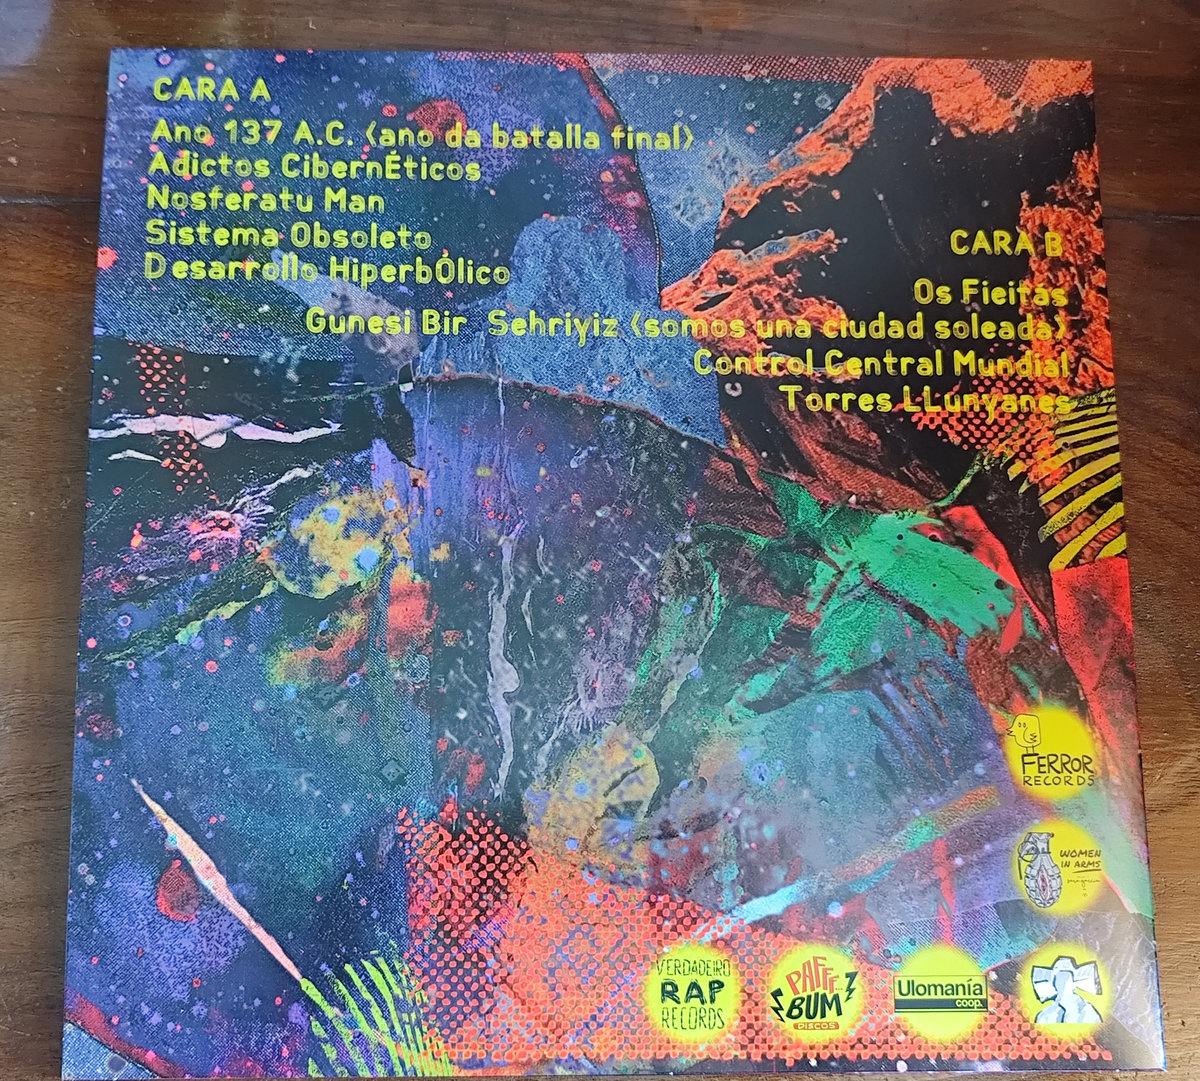 CARA A
Ano 137 A.C. <ano da batalla final>
Adictos CibernÉticos
Nosferatu Man
Sistema Obsoleto
Desarrollo HiperbÓlico
CARA B
Os Fieitas
Gunesi Bir Sehriyiz <somos una ciudad soleada>
Control Central Mundial
Torres LLunyanes
FERROR
RECORDS
WOMEN
IN ARMS
VERDADEIRO
RAP
RECORDS
PAFFF...
BUM
DISCOS
Ulomanía
coop.